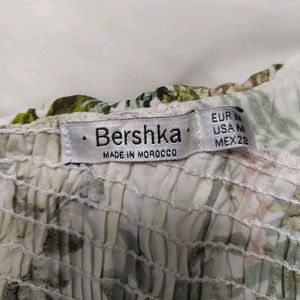 · Bershka ·
MADE IN MOROCCO
EUR M
USA M
MEX 28